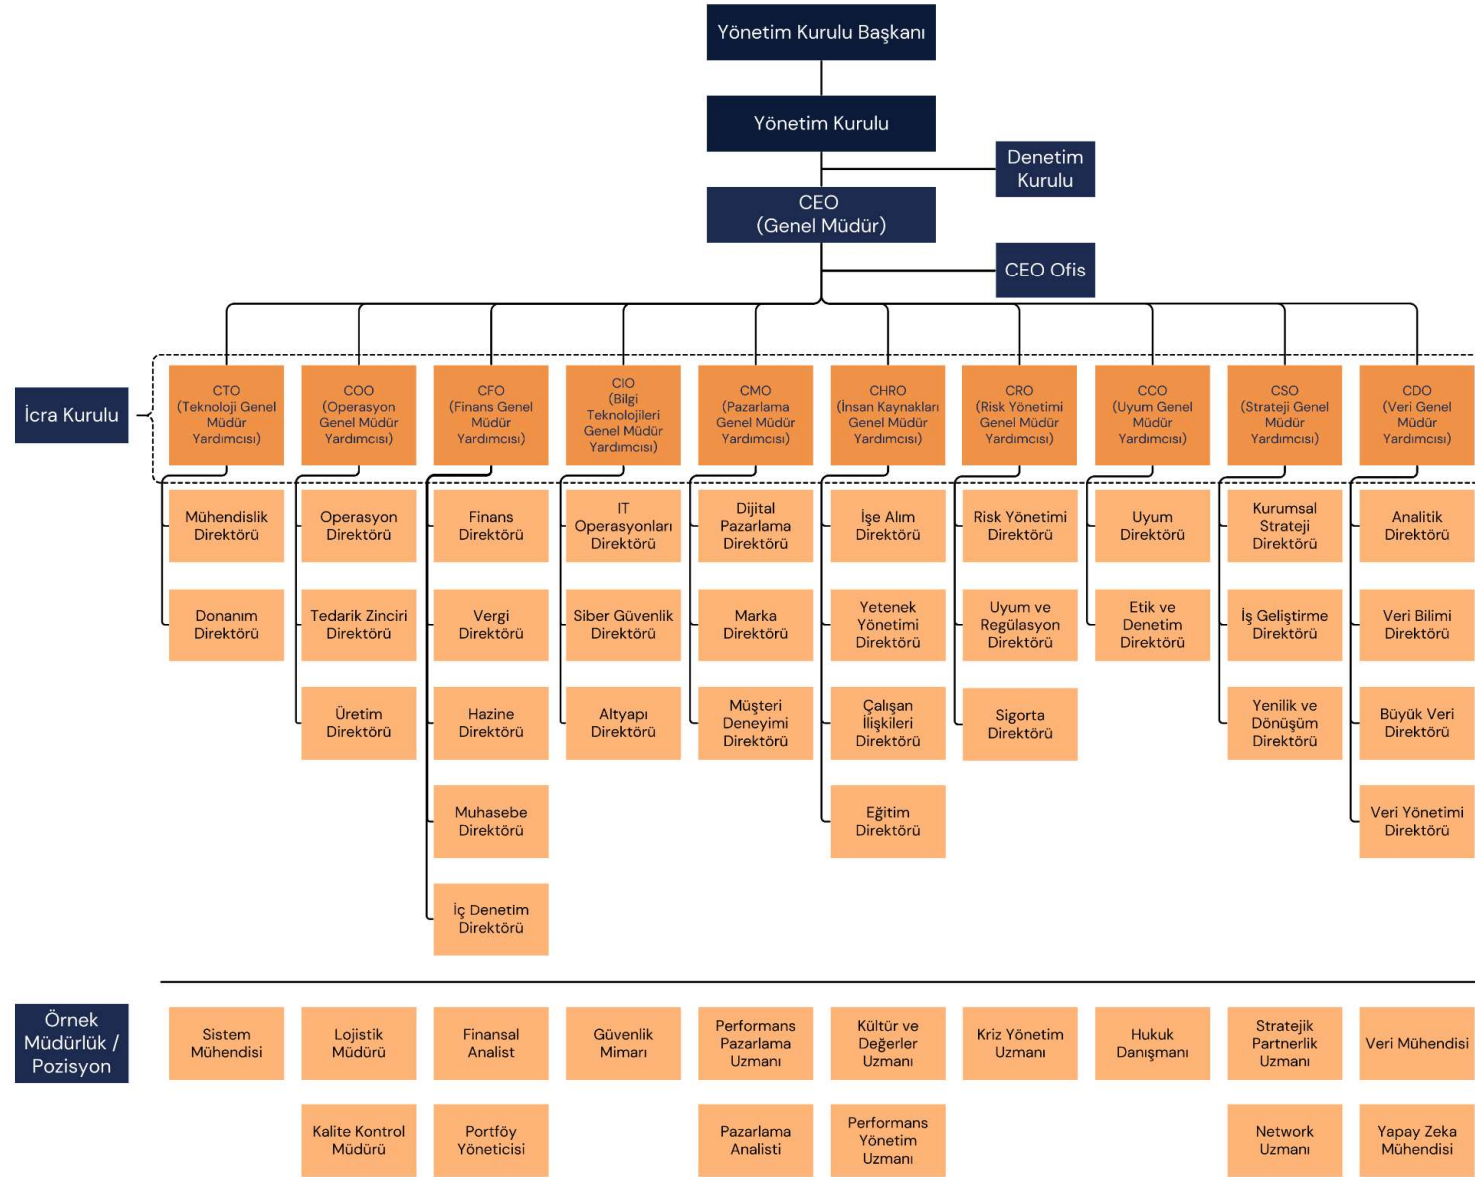 Yönetim Kurulu Başkanı
Yönetim Kurulu
Denetim
Kurulu
CEO
(Genel Müdür)
CEO Ofis
İcra Kurulu
CTO
(Teknoloji Genel
Müdür
Yardımcısı)
COO
(Operasyon
Genel Müdür
Yardımcısı)
CFO
(Finans Genel
Müdür
Yardımcısı)
CIO
(Bilgi
Teknolojileri
Genel Müdür
Yardımcısı)
CMO
(Pazarlama
Genel Müdür
Yardımcısı)
CHRO
(İnsan Kaynakları
Genel Müdür
Yardımcısı)
CRO
(Risk Yönetimi
Genel Müdür
Yardımcısı)
CCO
(Uyum Genel
Müdür
Yardımcısı)
CSO
(Strateji Genel
Müdür
Yardımcısı)
CDO
(Veri Genel
Müdür
Yardımcısı)
Mühendislik
Direktörü
Operasyon
Direktörü
Finans
Direktörü
IT
Operasyonları
Direktörü
Dijital
Pazarlama
Direktörü
İşe Alım
Direktörü
Risk Yönetimi
Direktörü
Uyum
Direktörü
Kurumsal
Strateji
Direktörü
Analitik
Direktörü
Donanım
Direktörü
Tedarik Zinciri
Direktörü
Vergi
Direktörü
Siber Güvenlik
Direktörü
Marka
Direktörü
Yetenek
Yönetimi
Direktörü
Uyum ve
Regülasyon
Direktörü
Etik ve
Denetim
Direktörü
İş Geliştirme
Direktörü
Veri Bilimi
Direktörü
Üretim
Direktörü
Hazine
Direktörü
Altyapı
Direktörü
Müşteri
Deneyimi
Direktörü
Çalışan
İlişkileri
Direktörü
Sigorta
Direktörü
Yenilik ve
Dönüşüm
Direktörü
Büyük Veri
Direktörü
Muhasebe
Direktörü
Eğitim
Direktörü
Veri Yönetimi
Direktörü
İç Denetim
Direktörü
Örnek
Müdürlük /
Pozisyon
Sistem
Mühendisi
Lojistik
Müdürü
Finansal
Analist
Güvenlik
Mimarı
Performans
Pazarlama
Uzmanı
Kültür ve
Değerler
Uzmanı
Kriz Yönetim
Uzmanı
Hukuk
Danışmanı
Stratejik
Partnerlik
Uzmanı
Veri Mühendisi
Kalite Kontrol
Müdürü
Portföy
Yöneticisi
Pazarlama
Analisti
Performans
Yönetim
Uzmanı
Network
Uzmanı
Yapay Zeka
Mühendisi